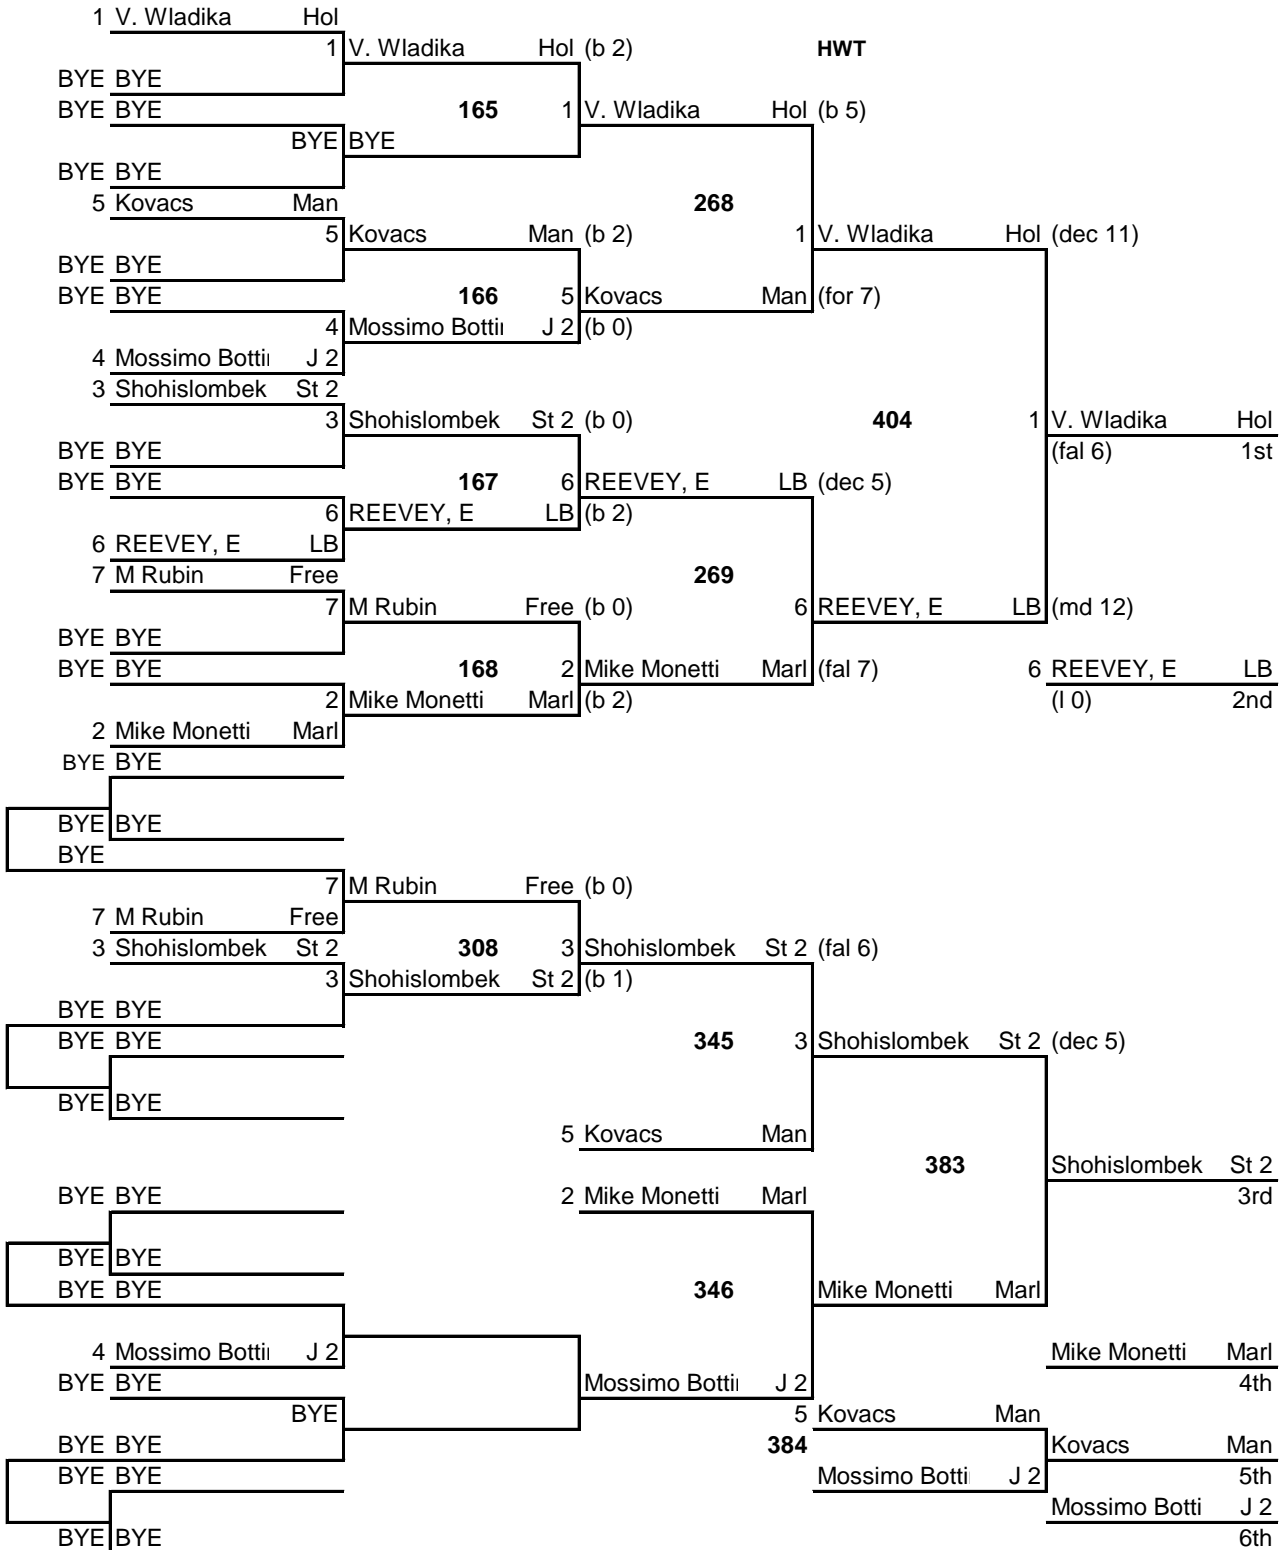 1 V. Wladika Hol
1 V. Wladika Hol (b 2) HWT
BYE BYE
BYE BYE 165 1 V. Wladika Hol (b 5)
BYE BYE
BYE BYE
5 Kovacs Man 268
5 Kovacs Man (b 2) 1 V. Wladika Hol (dec 11)
BYE BYE
BYE BYE 166 5 Kovacs Man (for 7)
4 Mossimo Botti J 2 (b 0)
4 Mossimo Botti J 2
3 Shohislombek St 2
3 Shohislombek St 2 (b 0) 404 1 V. Wladika Hol
BYE BYE (fal 6) 1st
BYE BYE 167 6 REEVEY, E LB (dec 5)
6 REEVEY, E LB (b 2)
6 REEVEY, E LB
7 M Rubin Free 269
7 M Rubin Free (b 0) 6 REEVEY, E LB (md 12)
BYE BYE
BYE BYE 168 2 Mike Monetti Marl (fal 7) 6 REEVEY, E LB
2 Mike Monetti Marl (b 2) (l 0) 2nd
2 Mike Monetti Marl
BYE BYE
BYE BYE
BYE
7 M Rubin Free (b 0)
7 M Rubin Free
3 Shohislombek St 2 308 3 Shohislombek St 2 (fal 6)
3 Shohislombek St 2 (b 1)
BYE BYE
BYE BYE 345 3 Shohislombek St 2 (dec 5)
BYE BYE
5 Kovacs Man
383 Shohislombek St 2
BYE BYE 2 Mike Monetti Marl 3rd
BYE BYE
BYE BYE 346 Mike Monetti Marl
4 Mossimo Botti J 2 Mike Monetti Marl
BYE BYE Mossimo Botti J 2 4th
BYE 5 Kovacs Man
BYE BYE 384 Kovacs Man
BYE BYE Mossimo Botti J 2 5th
Mossimo Botti J 2
BYE BYE 6th